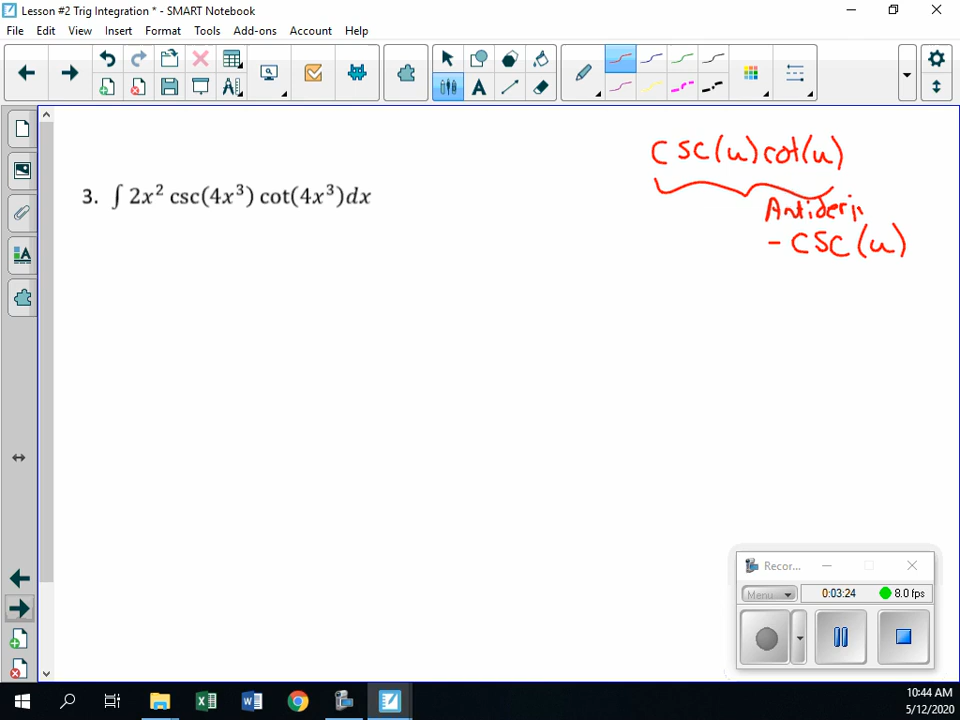 Lesson #2 Trig Integration * - SMART Notebook
File Edit View Insert Format Tools Add-ons Account Help
csc(u)cot(u)
3. ∫ 2x² csc(4x³) cot(4x³)dx
Antideriv
- csc(u)
Recor...
Menu 0:03:24 8.0 fps
10:44 AM
5/12/2020